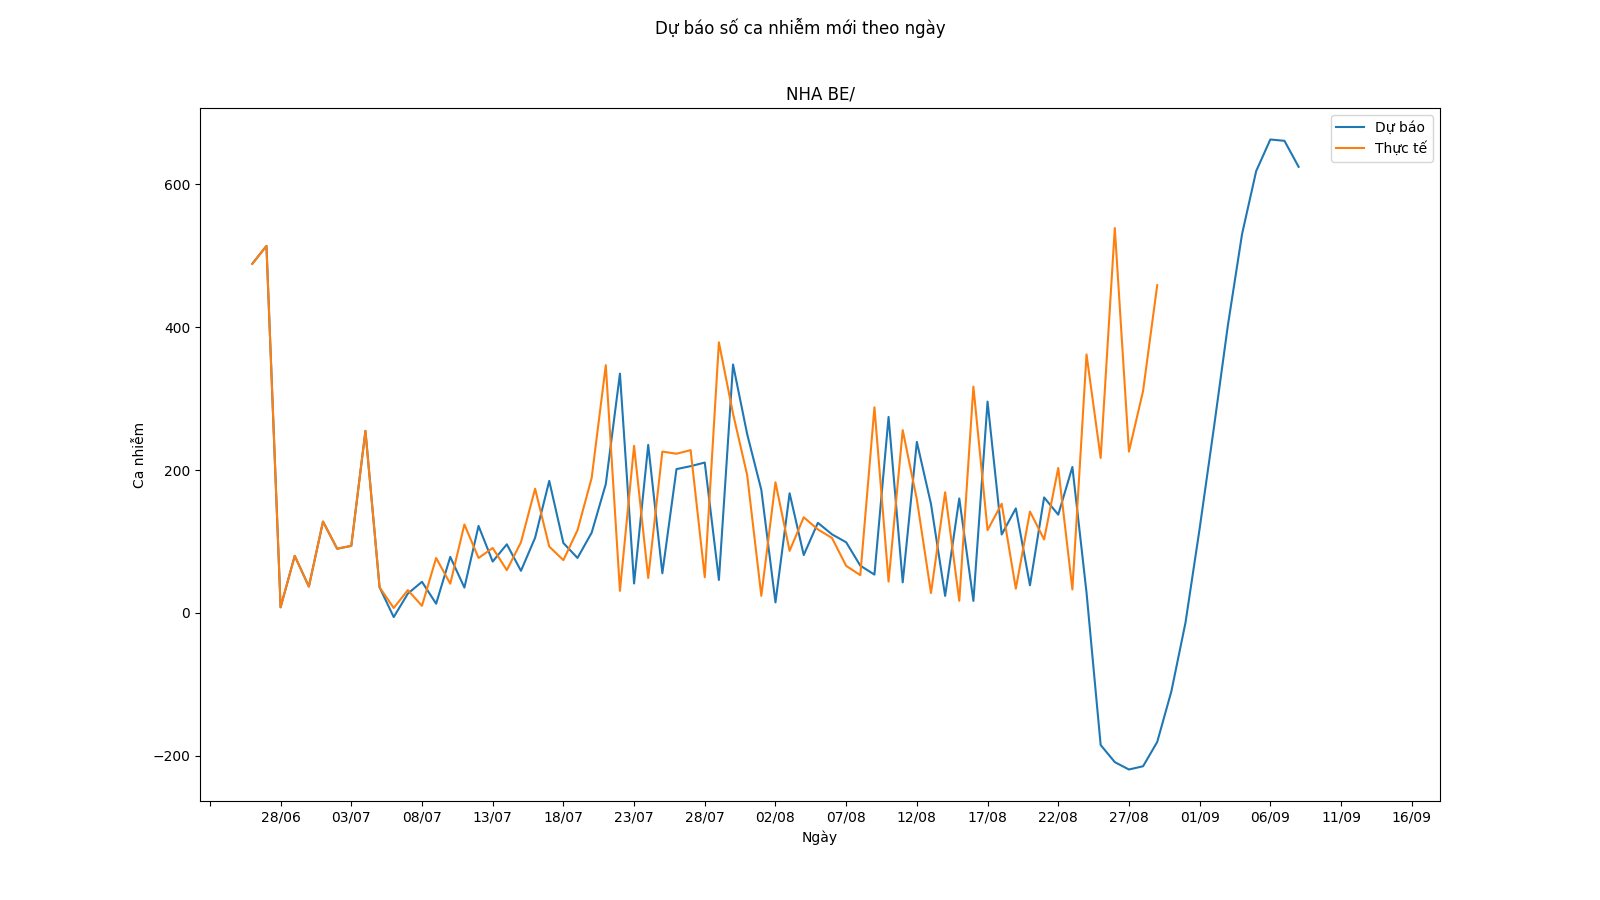 Dự báo số ca nhiễm mới theo ngày
NHA BE/
Dự báo
Thực tế
600
400
200
0
−200
Ca nhiễm
28/06 03/07 08/07 13/07 18/07 23/07 28/07 02/08 07/08 12/08 17/08 22/08 27/08 01/09 06/09 11/09 16/09
Ngày